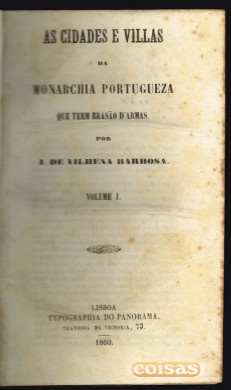 AS CIDADES E VILLAS
DA
MONARCHIA PORTUGUEZA
QUE TEEM BRASÃO D'ARMAS
POR
I. DE VILHENA BARBOSA.
VOLUME I.
LISBOA
TYPOGRAPHIA DO PANORAMA,
TRAVESSA DA VICTORIA, 73.
1860.
coisas